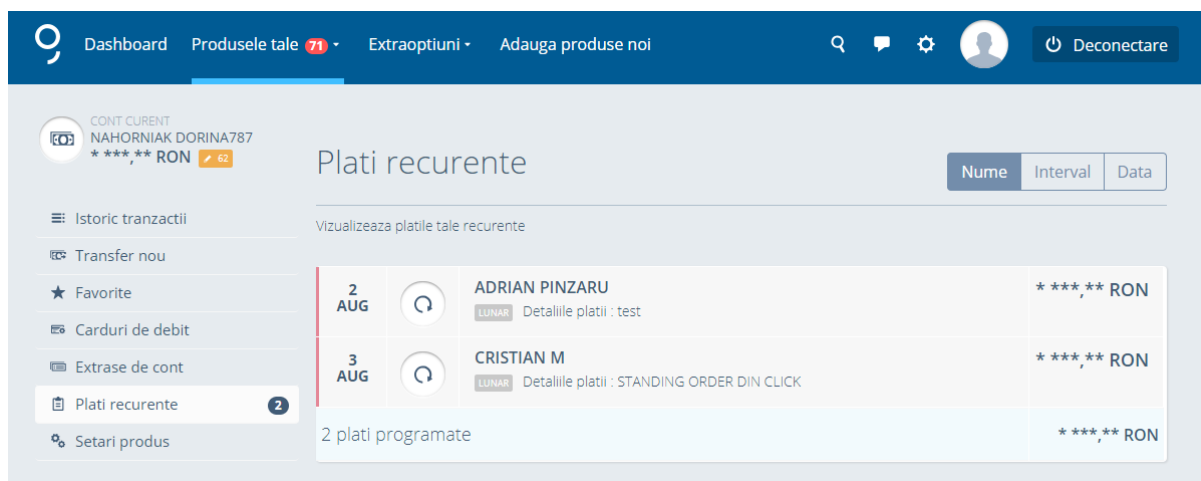 Dashboard Produsele tale 71 Extraoptiuni Adauga produse noi Deconectare
CONT CURENT
NAHORNIAK DORINA787
* ***,** RON 62
Plati recurente
Nume Interval Data
Vizualizeaza platile tale recurente
Istoric tranzactii
Transfer nou
Favorite
Carduri de debit
Extrase de cont
Plati recurente 2
Setari produs
2 AUG
ADRIAN PINZARU
LUNAR Detaliile platii : test
* ***,** RON
3 AUG
CRISTIAN M
LUNAR Detaliile platii : STANDING ORDER DIN CLICK
* ***,** RON
2 plati programate * ***,** RON